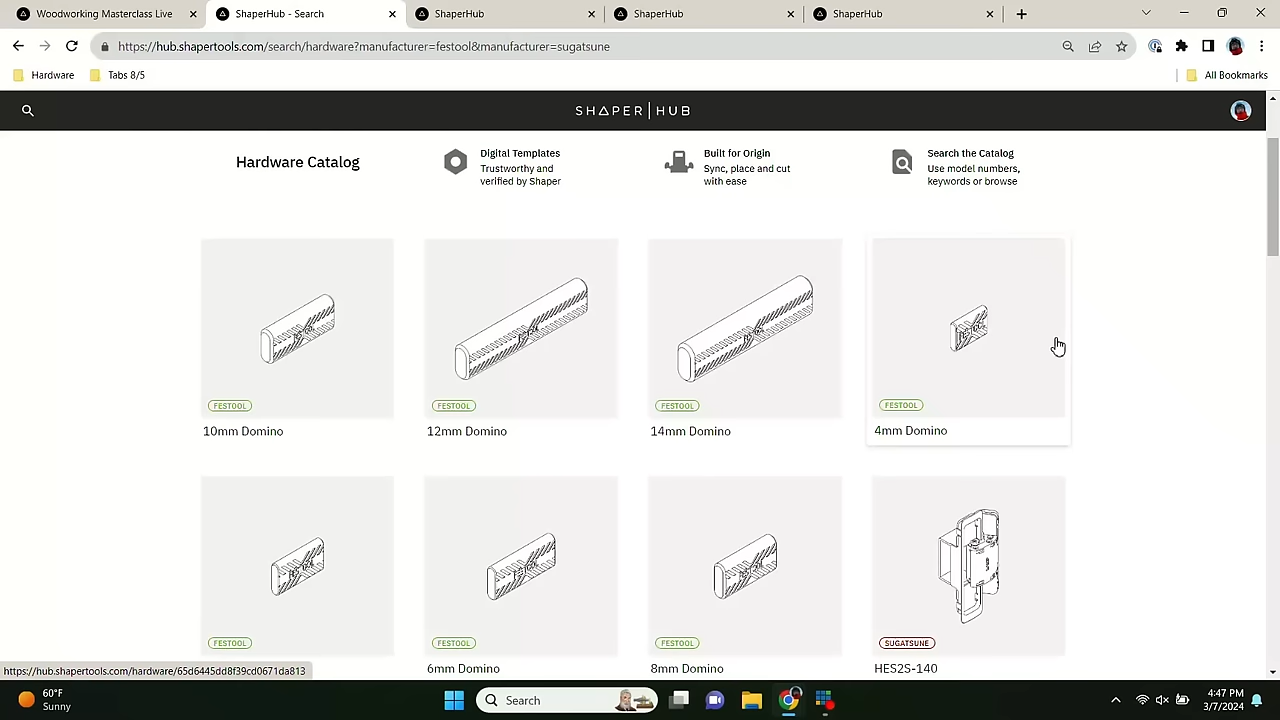 Woodworking Masterclass Live
ShaperHub - Search
ShaperHub
ShaperHub
ShaperHub
https://hub.shapertools.com/search/hardware?manufacturer=festool&manufacturer=sugatsune
Hardware
Tabs 8/5
All Bookmarks
SHAPER HUB
Hardware Catalog
Digital Templates
Trustworthy and
verified by Shaper
Built for Origin
Sync, place and cut
with ease
Search the Catalog
Use model numbers,
keywords or browse
FESTOOL
10mm Domino
FESTOOL
12mm Domino
FESTOOL
14mm Domino
FESTOOL
4mm Domino
FESTOOL
FESTOOL
6mm Domino
FESTOOL
8mm Domino
SUGATSUNE
HES2S-140
https://hub.shapertools.com/hardware/65d6445dd8f39cd0671da813
60°F
Sunny
Search
4:47 PM
3/7/2024